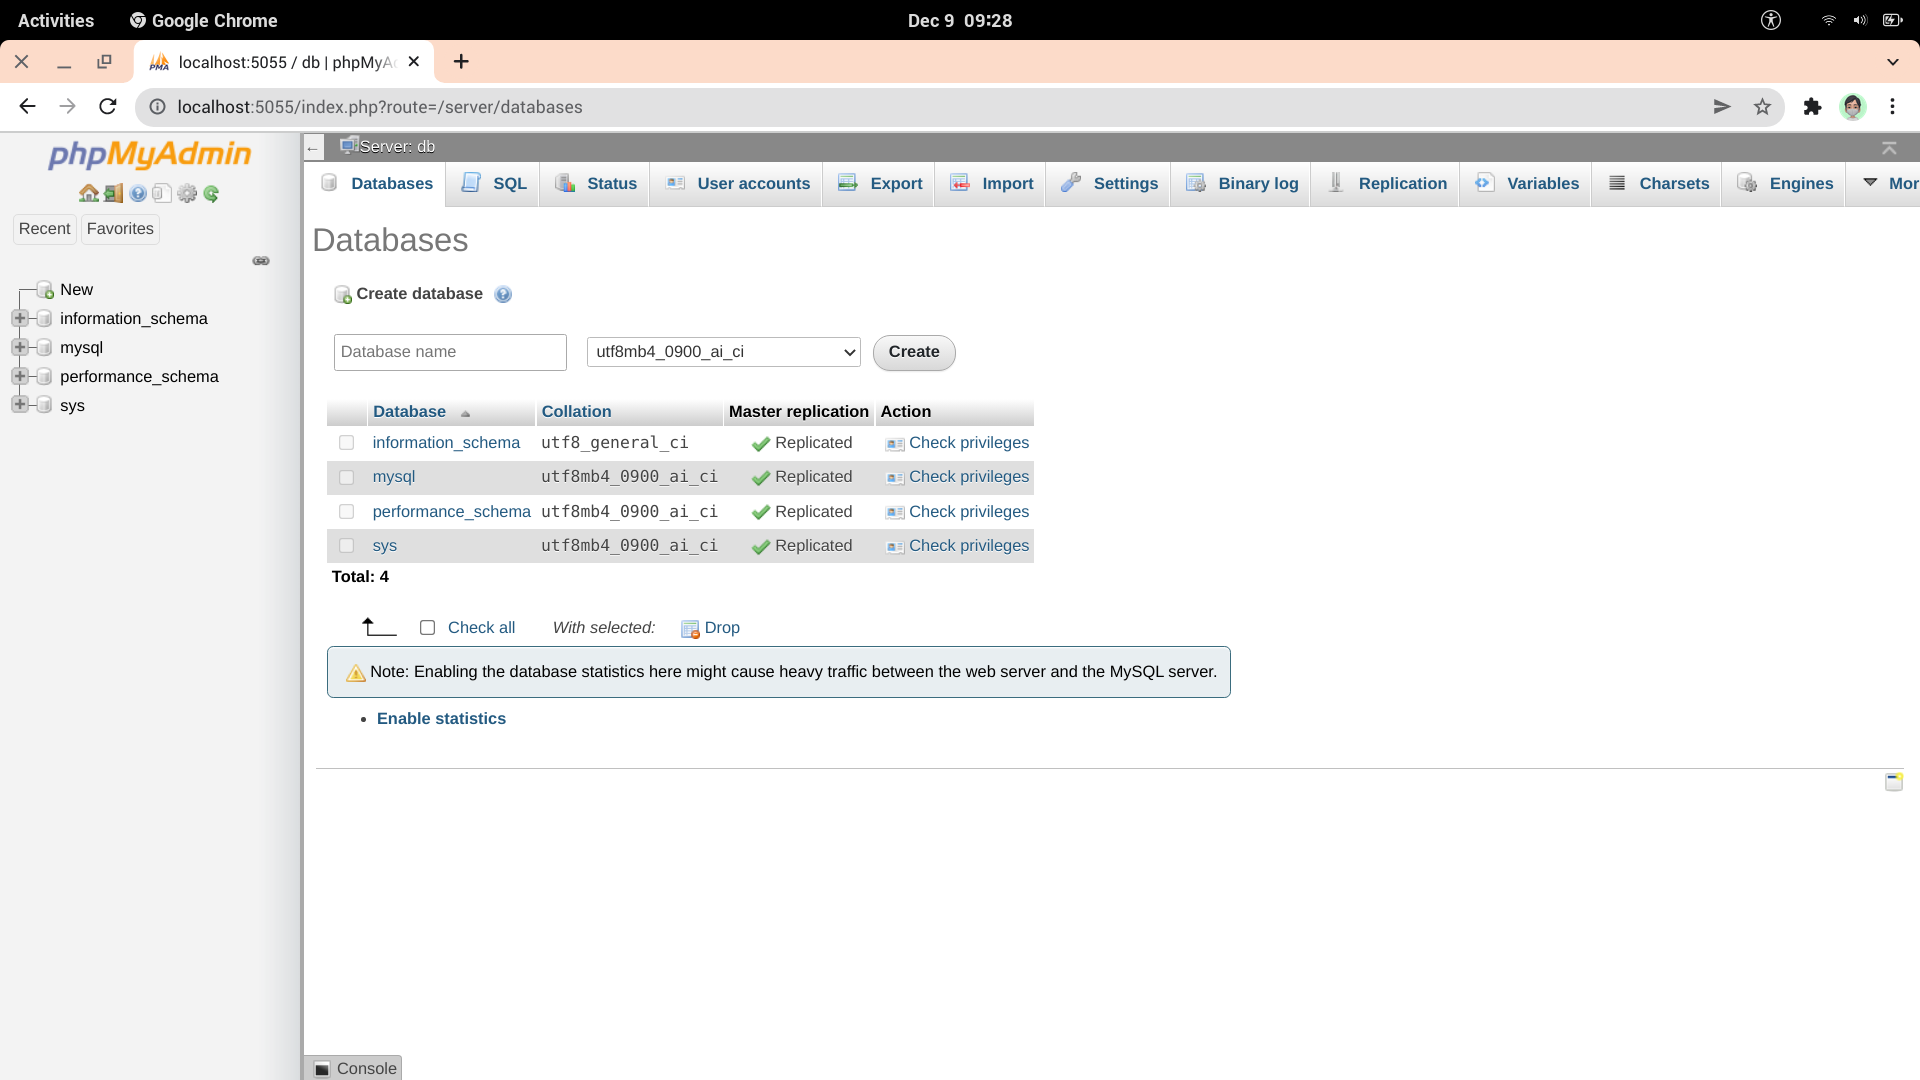 Activities Google Chrome Dec 9 09:28
localhost:5055 / db | phpMyA
localhost:5055/index.php?route=/server/databases
phpMyAdmin
Recent Favorites
New
information_schema
mysql
performance_schema
sys
Server: db
Databases SQL Status User accounts Export Import Settings Binary log Replication Variables Charsets Engines Mor
Databases
Create database
Database name utf8mb4_0900_ai_ci Create
Database Collation Master replication Action
information_schema utf8_general_ci Replicated Check privileges
mysql utf8mb4_0900_ai_ci Replicated Check privileges
performance_schema utf8mb4_0900_ai_ci Replicated Check privileges
sys utf8mb4_0900_ai_ci Replicated Check privileges
Total: 4
Check all With selected: Drop
Note: Enabling the database statistics here might cause heavy traffic between the web server and the MySQL server.
Enable statistics
Console